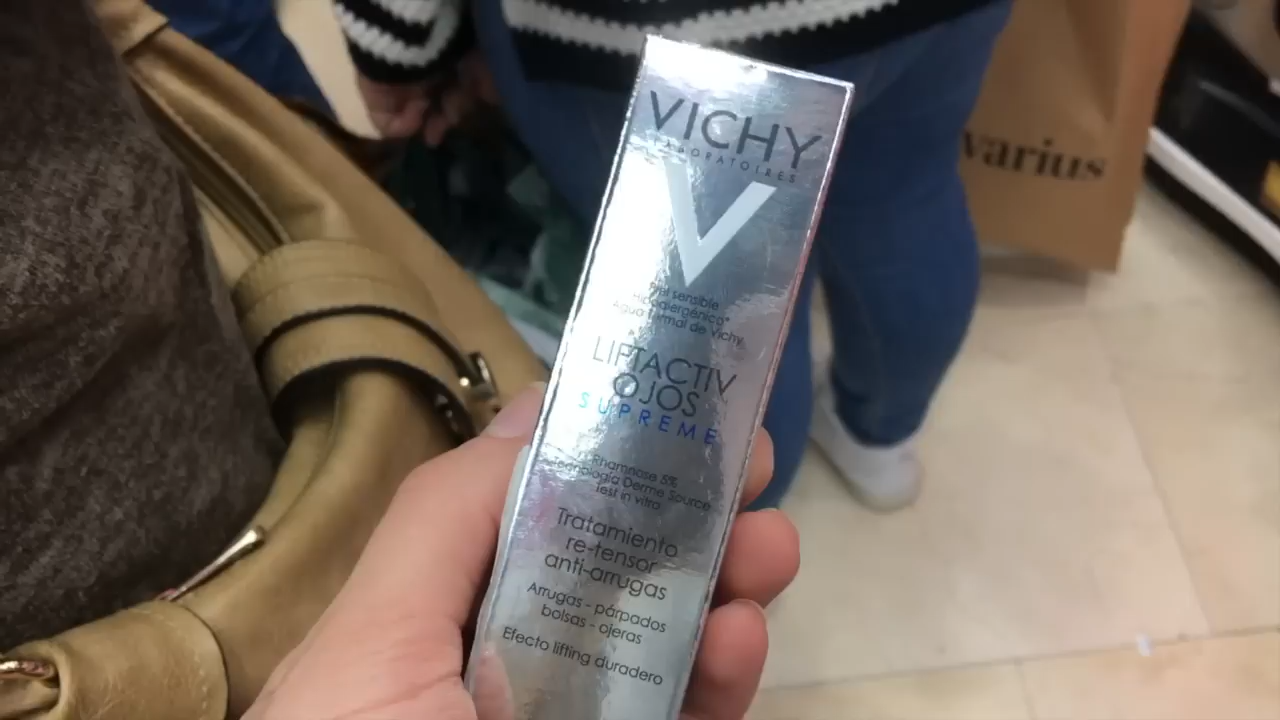 VICHY
LABORATOIRES
Piel sensible
Hipoalergénico*
Agua Termal de Vichy
LIFTACTIV
OJOS
SUPREME
Rhamnose 5%
Tecnología Derme Source
Test in vitro
Tratamiento
re-tensor
anti-arrugas
Arrugas - párpados
bolsas - ojeras
Efecto lifting duradero
varius